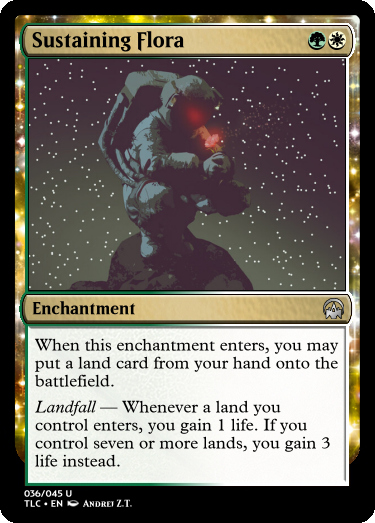 Sustaining Flora
Enchantment
When this enchantment enters, you may
put a land card from your hand onto the
battlefield.
Landfall — Whenever a land you
control enters, you gain 1 life. If you
control seven or more lands, you gain 3
life instead.
036/045 U
TLC • EN Andrej Z.T.